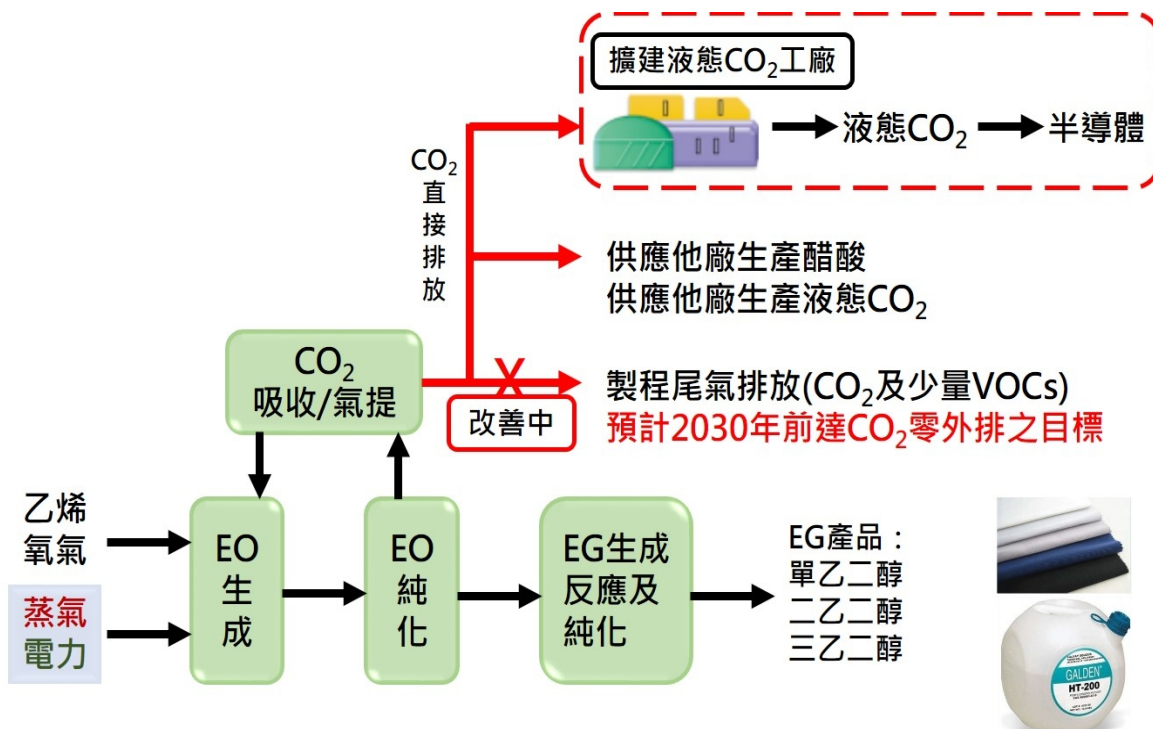 擴建液態CO₂工廠
液態CO₂
半導體
CO₂
直
接
排
放
供應他廠生產醋酸
供應他廠生產液態CO₂
CO₂
吸收/氣提
X
改善中
製程尾氣排放(CO₂及少量VOCs)
預計2030年前達CO₂零外排之目標
乙烯
氧氣
蒸氣
電力
EO
生
成
EO
純
化
EG生成
反應及
純化
EG產品：
單乙二醇
二乙二醇
三乙二醇
GALDEN
HT-200